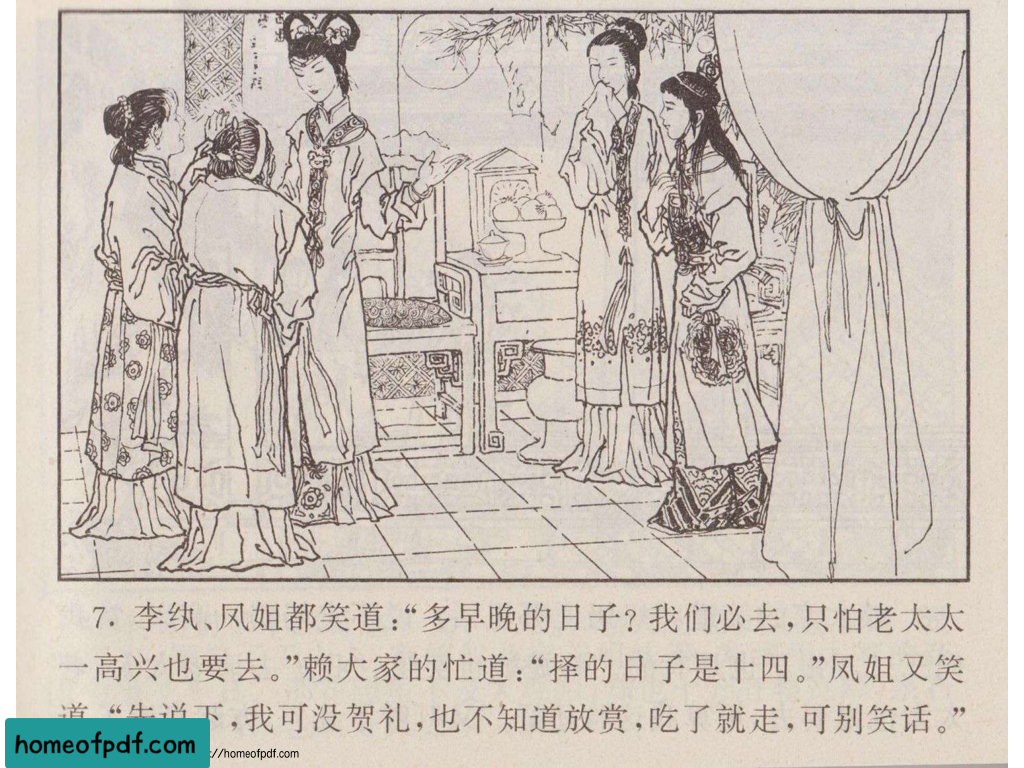 7. 李纨、凤姐都笑道：“多早晚的日子？我们必去，只怕老太太
一高兴也要去。”赖大家的忙道：“择的日子是十四。”凤姐又笑
道：“先说下，我可没贺礼，也不知道放赏，吃了就走，可别笑话。”
homeofpdf.com
://homeofpdf.com